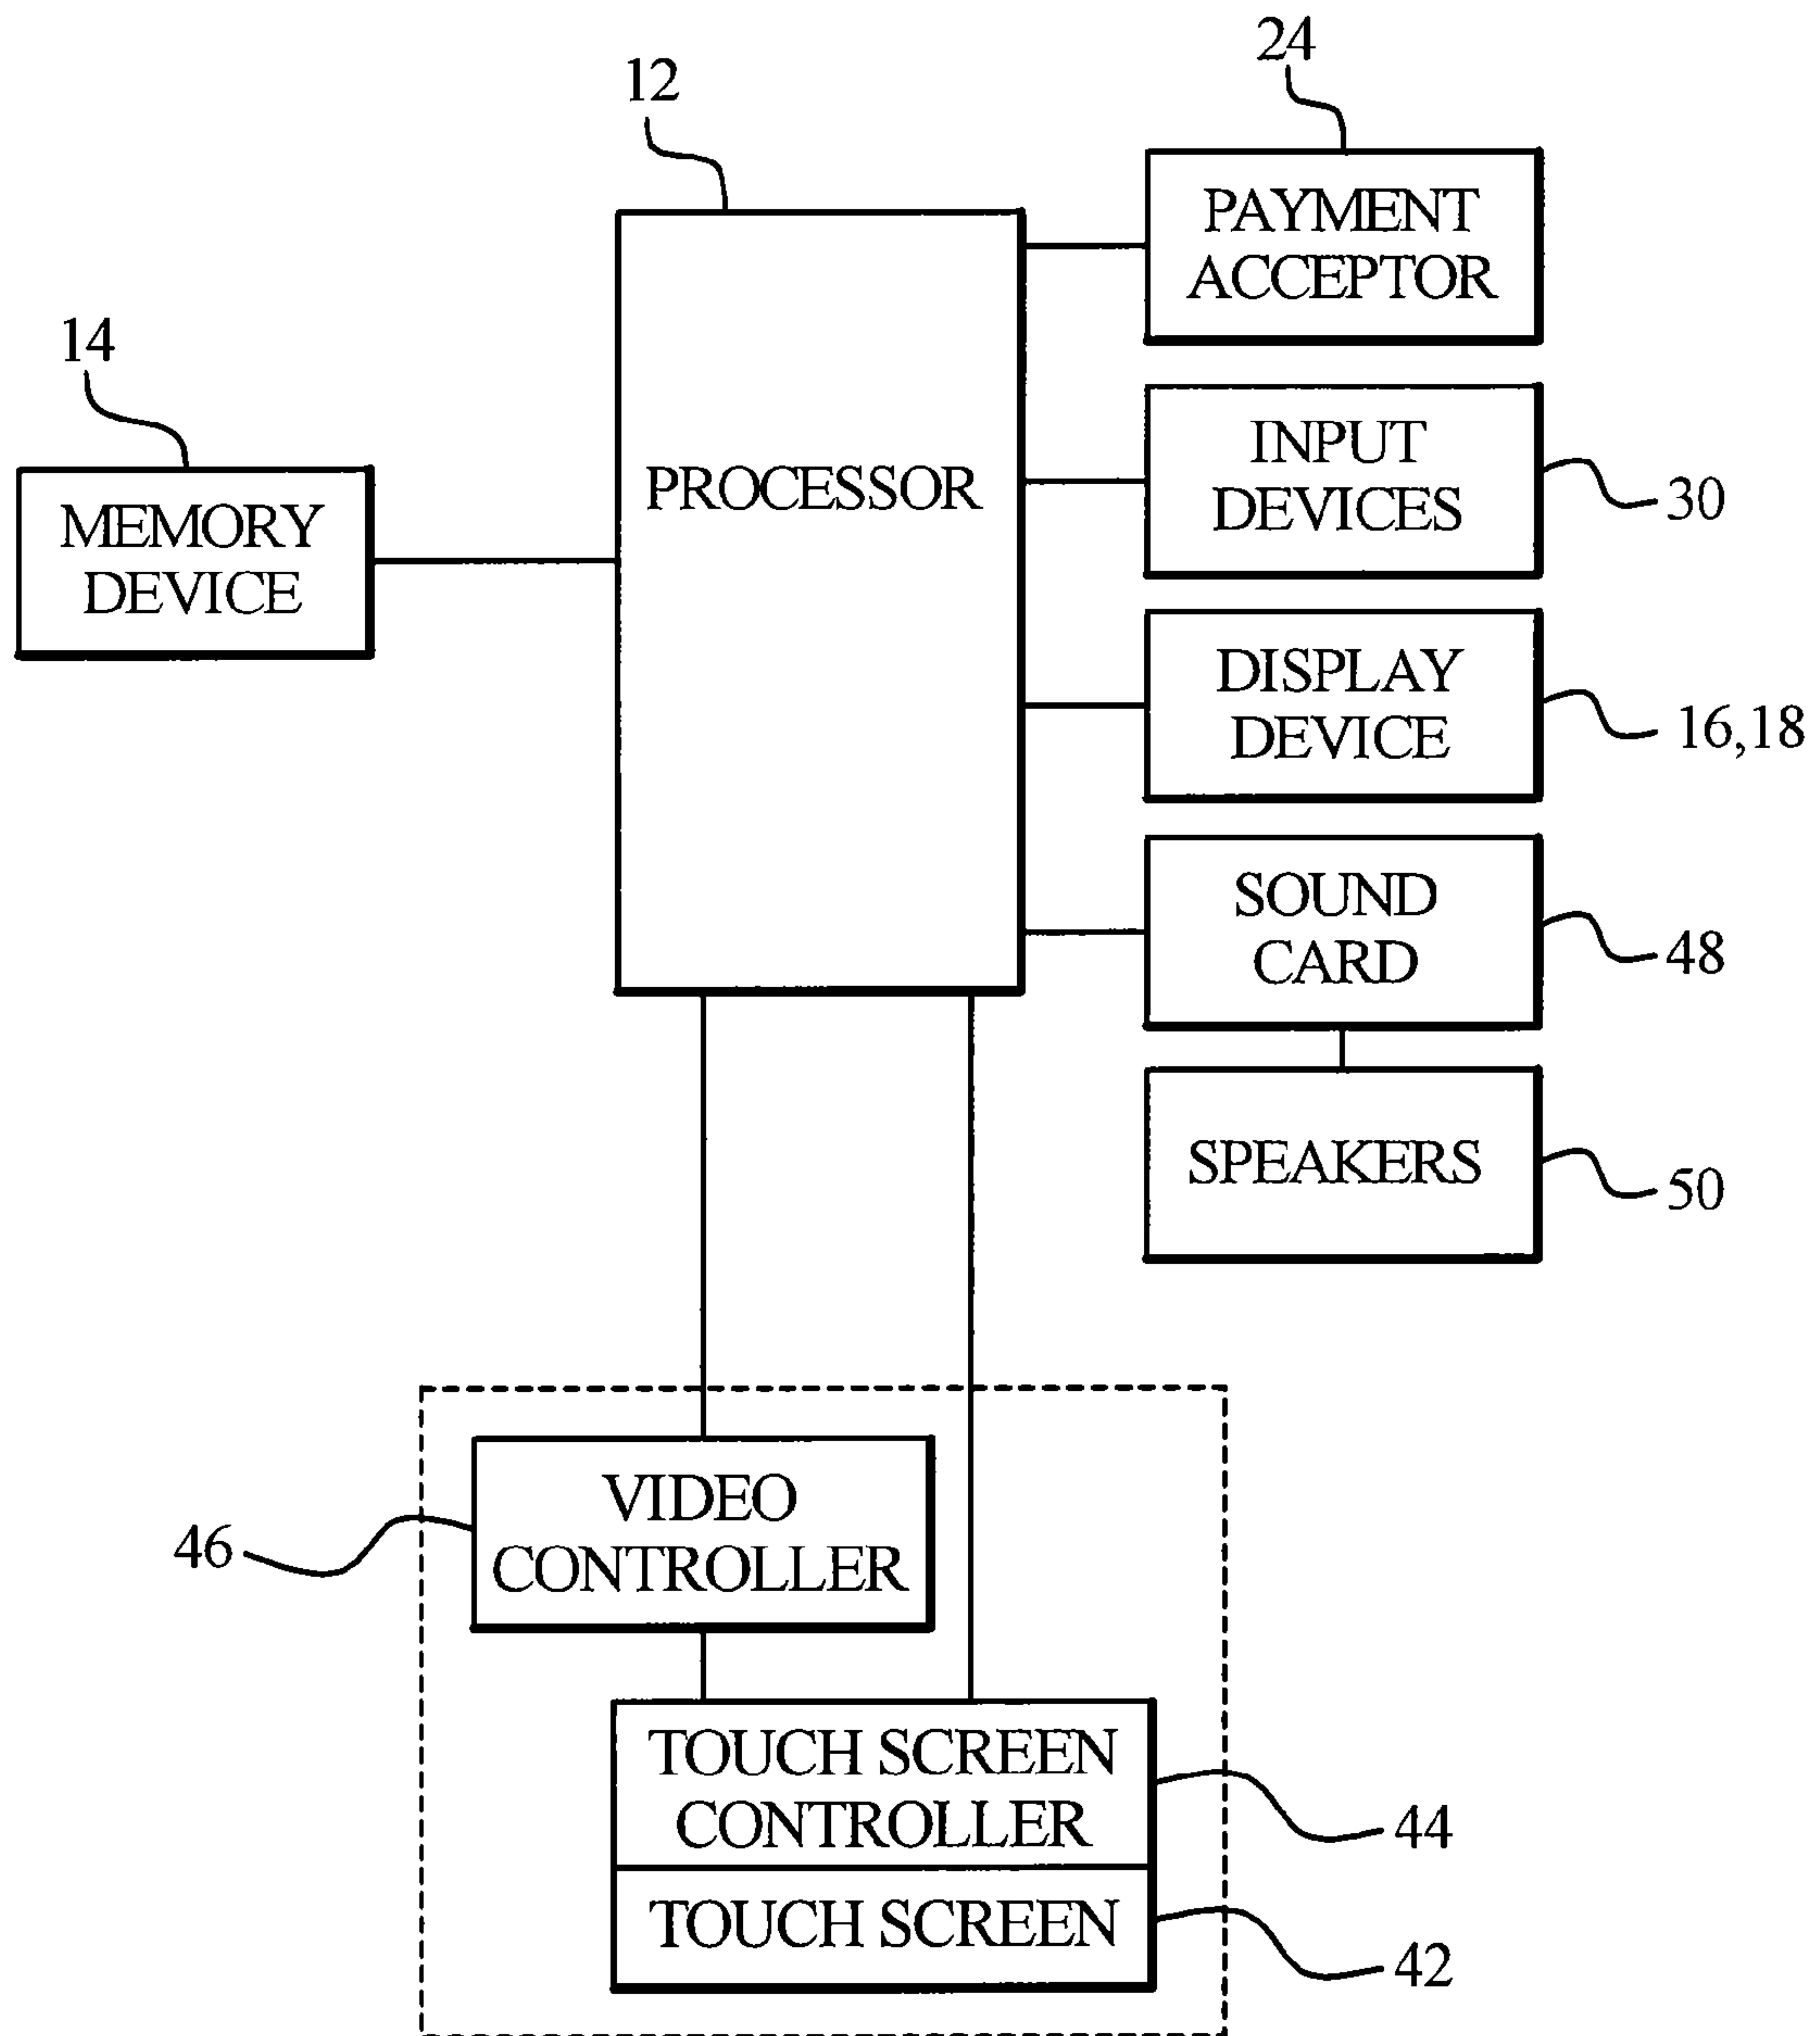 24
12
PAYMENT
ACCEPTOR
14
INPUT
DEVICES
30
PROCESSOR
MEMORY
DEVICE
DISPLAY
DEVICE
16,18
SOUND
CARD
48
SPEAKERS
50
VIDEO
CONTROLLER
46
TOUCH SCREEN
CONTROLLER
44
TOUCH SCREEN
42